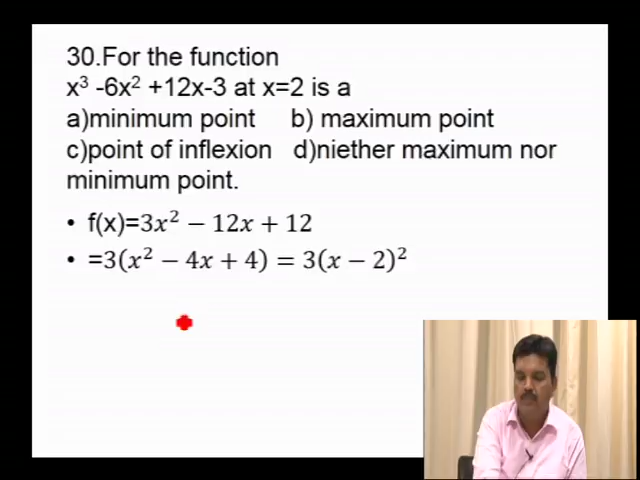 30.For the function
x³ -6x² +12x-3 at x=2 is a
a)minimum point b) maximum point
c)point of inflexion d)niether maximum nor
minimum point.
• f(x)=3x² − 12x + 12
• =3(x² − 4x + 4) = 3(x − 2)²